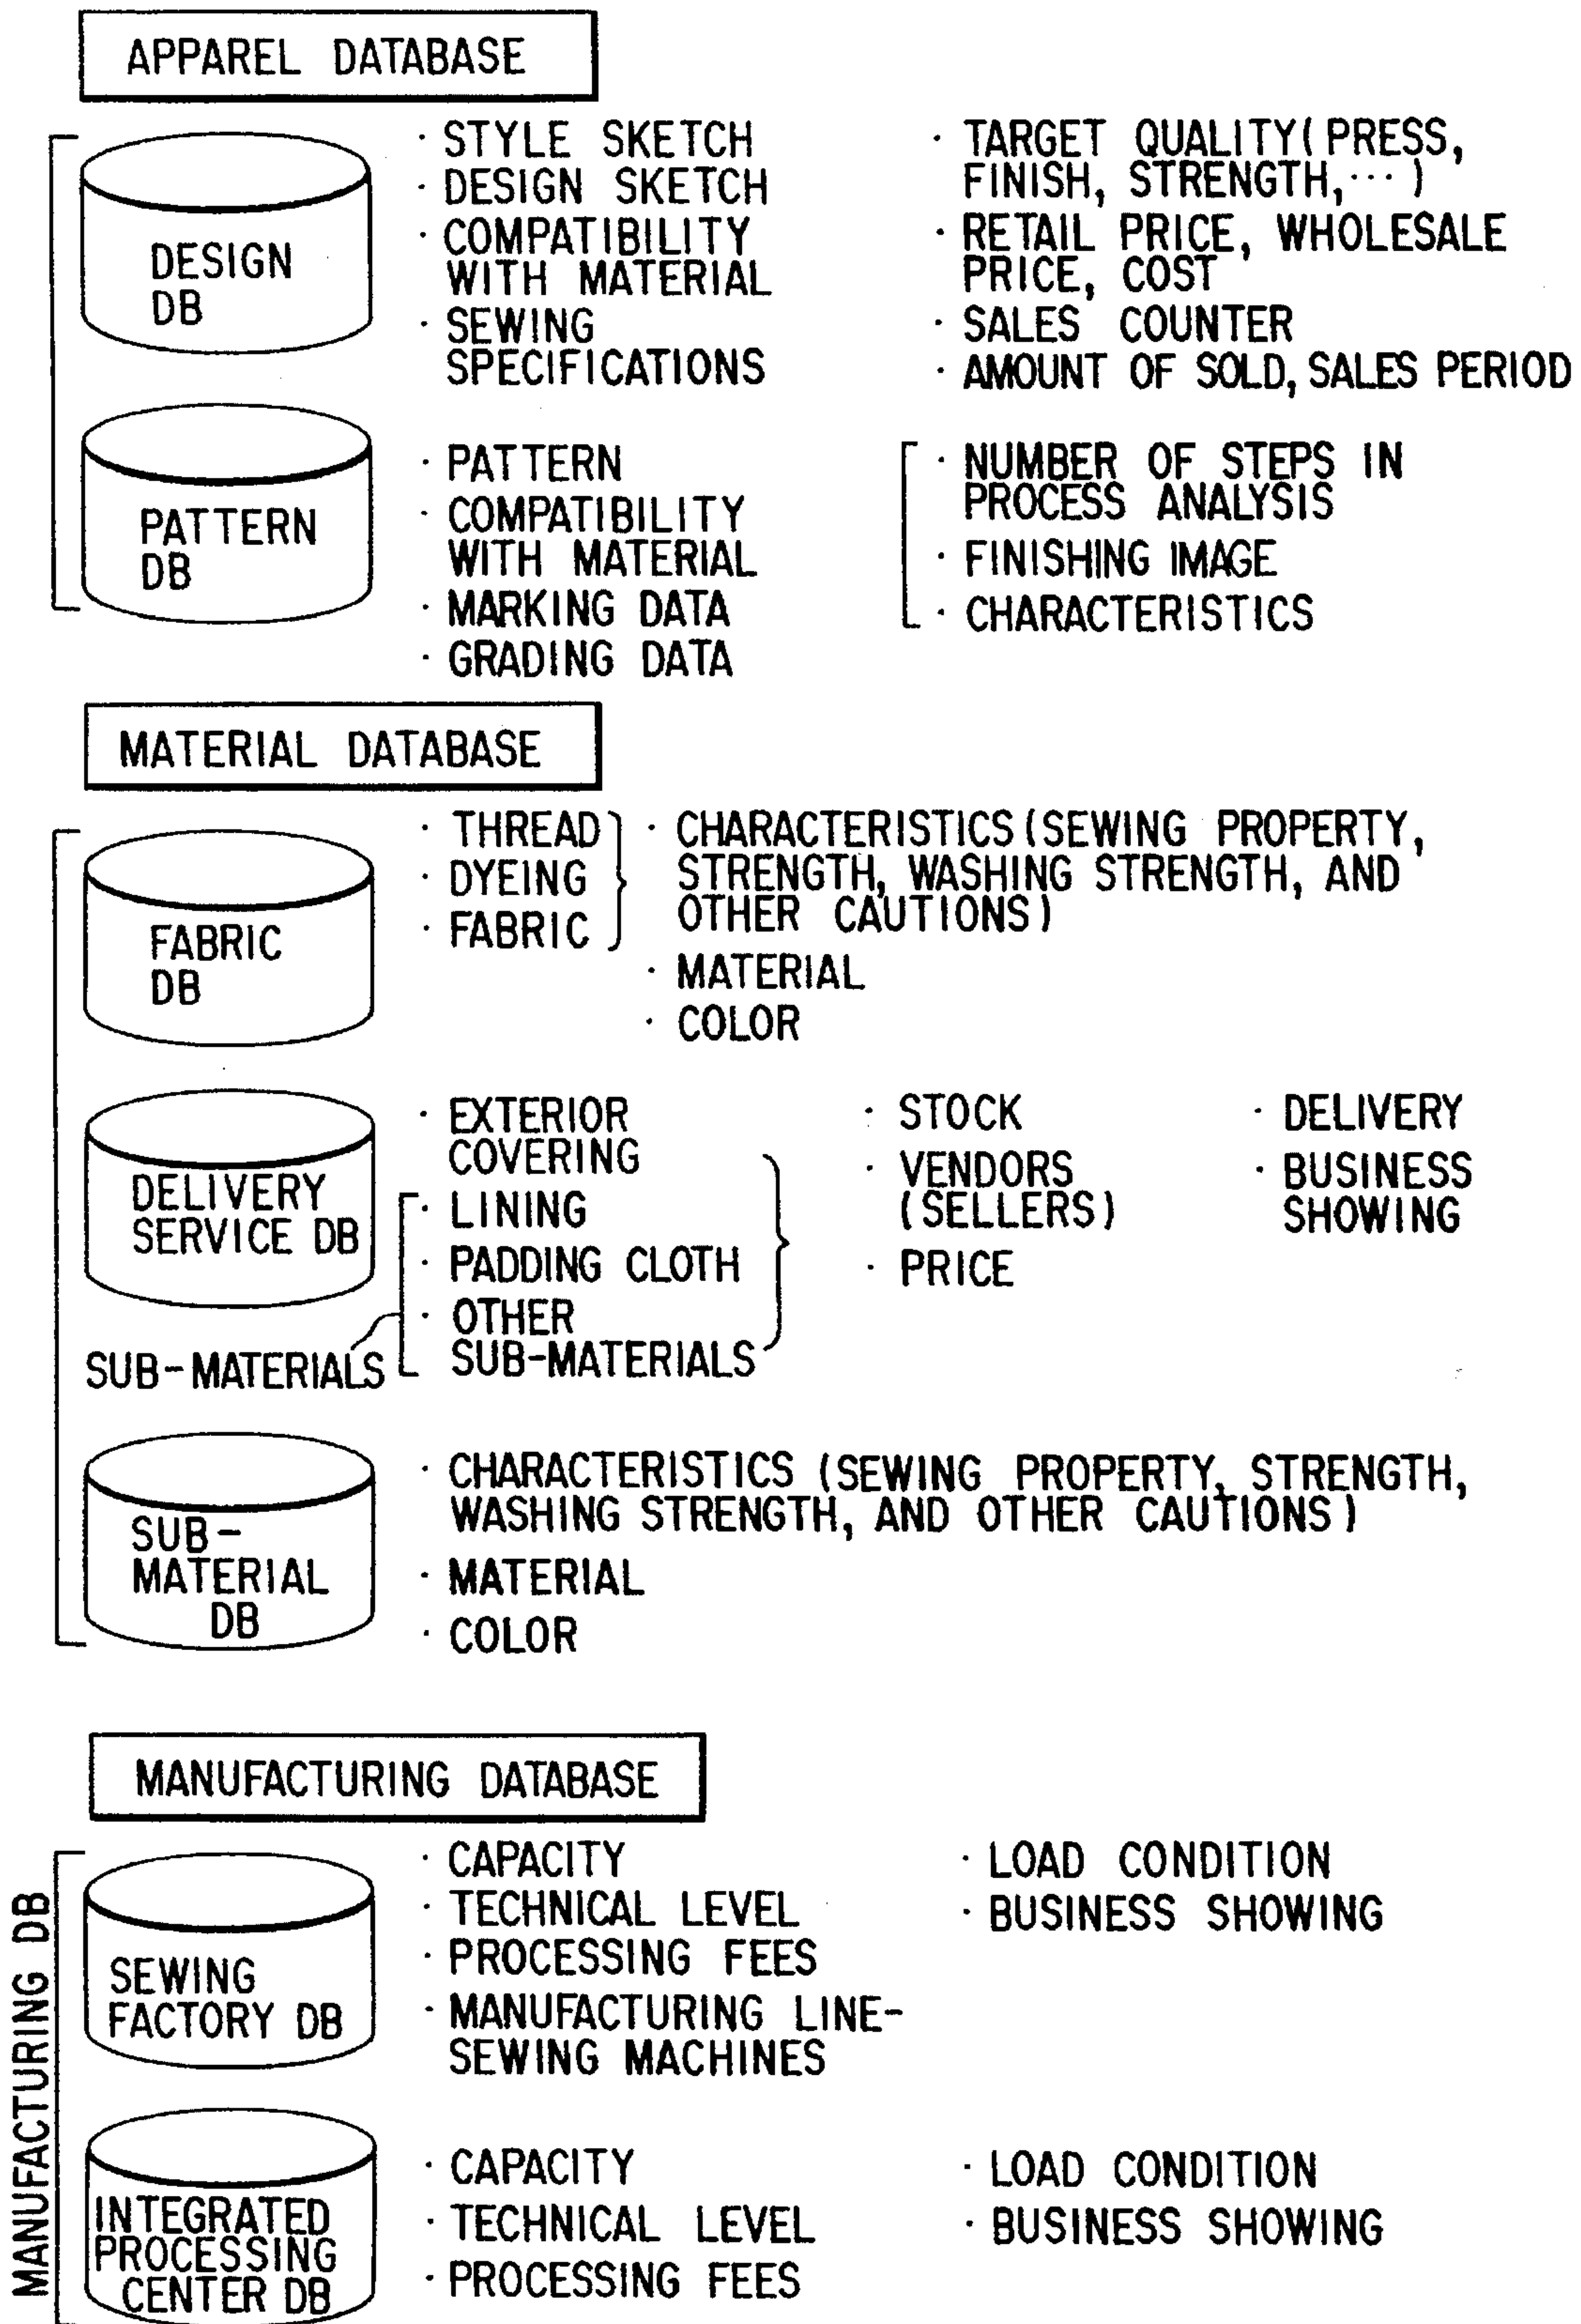 APPAREL DATABASE
DESIGN
DB
· STYLE SKETCH
· DESIGN SKETCH
· COMPATIBILITY
WITH MATERIAL
· SEWING
SPECIFICATIONS
· TARGET QUALITY(PRESS,
FINISH, STRENGTH,··· )
· RETAIL PRICE, WHOLESALE
PRICE, COST
· SALES COUNTER
· AMOUNT OF SOLD, SALES PERIOD
PATTERN
DB
· PATTERN
· COMPATIBILITY
WITH MATERIAL
· MARKING DATA
· GRADING DATA
· NUMBER OF STEPS IN
PROCESS ANALYSIS
· FINISHING IMAGE
· CHARACTERISTICS
MATERIAL DATABASE
FABRIC
DB
· THREAD
· DYEING
· FABRIC
· CHARACTERISTICS(SEWING PROPERTY,
STRENGTH, WASHING STRENGTH, AND
OTHER CAUTIONS)
· MATERIAL
· COLOR
DELIVERY
SERVICE DB
· EXTERIOR
COVERING
· LINING
· PADDING CLOTH
· OTHER
SUB-MATERIALS
SUB-MATERIALS
· STOCK
· VENDORS
(SELLERS)
· PRICE
· DELIVERY
· BUSINESS
SHOWING
SUB-
MATERIAL
DB
· CHARACTERISTICS (SEWING PROPERTY, STRENGTH,
WASHING STRENGTH, AND OTHER CAUTIONS)
· MATERIAL
· COLOR
MANUFACTURING DATABASE
MANUFACTURING DB
SEWING
FACTORY DB
· CAPACITY
· TECHNICAL LEVEL
· PROCESSING FEES
· MANUFACTURING LINE-
SEWING MACHINES
· LOAD CONDITION
· BUSINESS SHOWING
INTEGRATED
PROCESSING
CENTER DB
· CAPACITY
· TECHNICAL LEVEL
· PROCESSING FEES
· LOAD CONDITION
· BUSINESS SHOWING